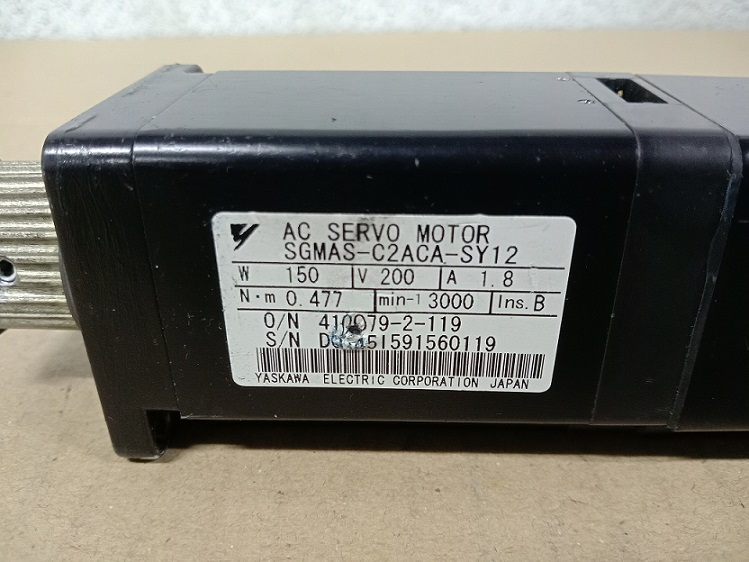 AC SERVO MOTOR
SGMAS-C2ACA-SY12
W 150 V 200 A 1.8
N・m 0.477 min-1 3000 Ins.B
O/N 410079-2-119
S/N
YASKAWA ELECTRIC CORPORATION JAPAN